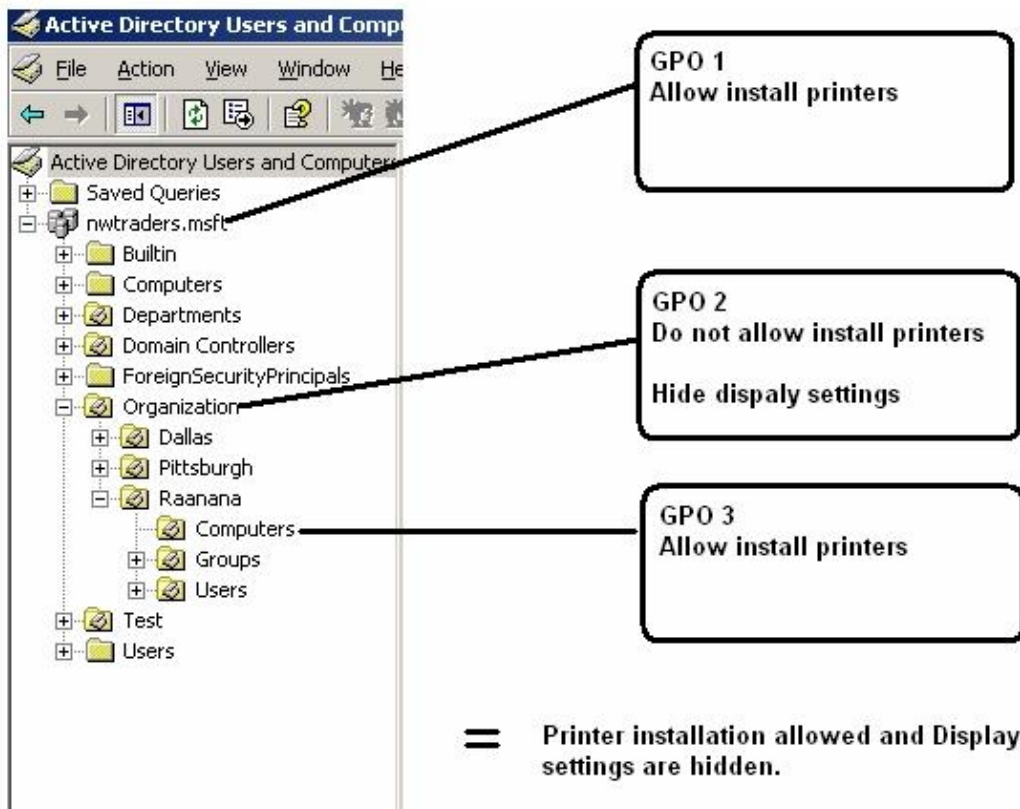 Active Directory Users and Comp
File Action View Window He
Active Directory Users and Computer
Saved Queries
nwtraders.msft
Builtin
Computers
Departments
Domain Controllers
ForeignSecurityPrincipals
Organization
Dallas
Pittsburgh
Raanana
Computers
Groups
Users
Test
Users
GPO 1
Allow install printers
GPO 2
Do not allow install printers
Hide dispaly settings
GPO 3
Allow install printers
= Printer installation allowed and Display
settings are hidden.